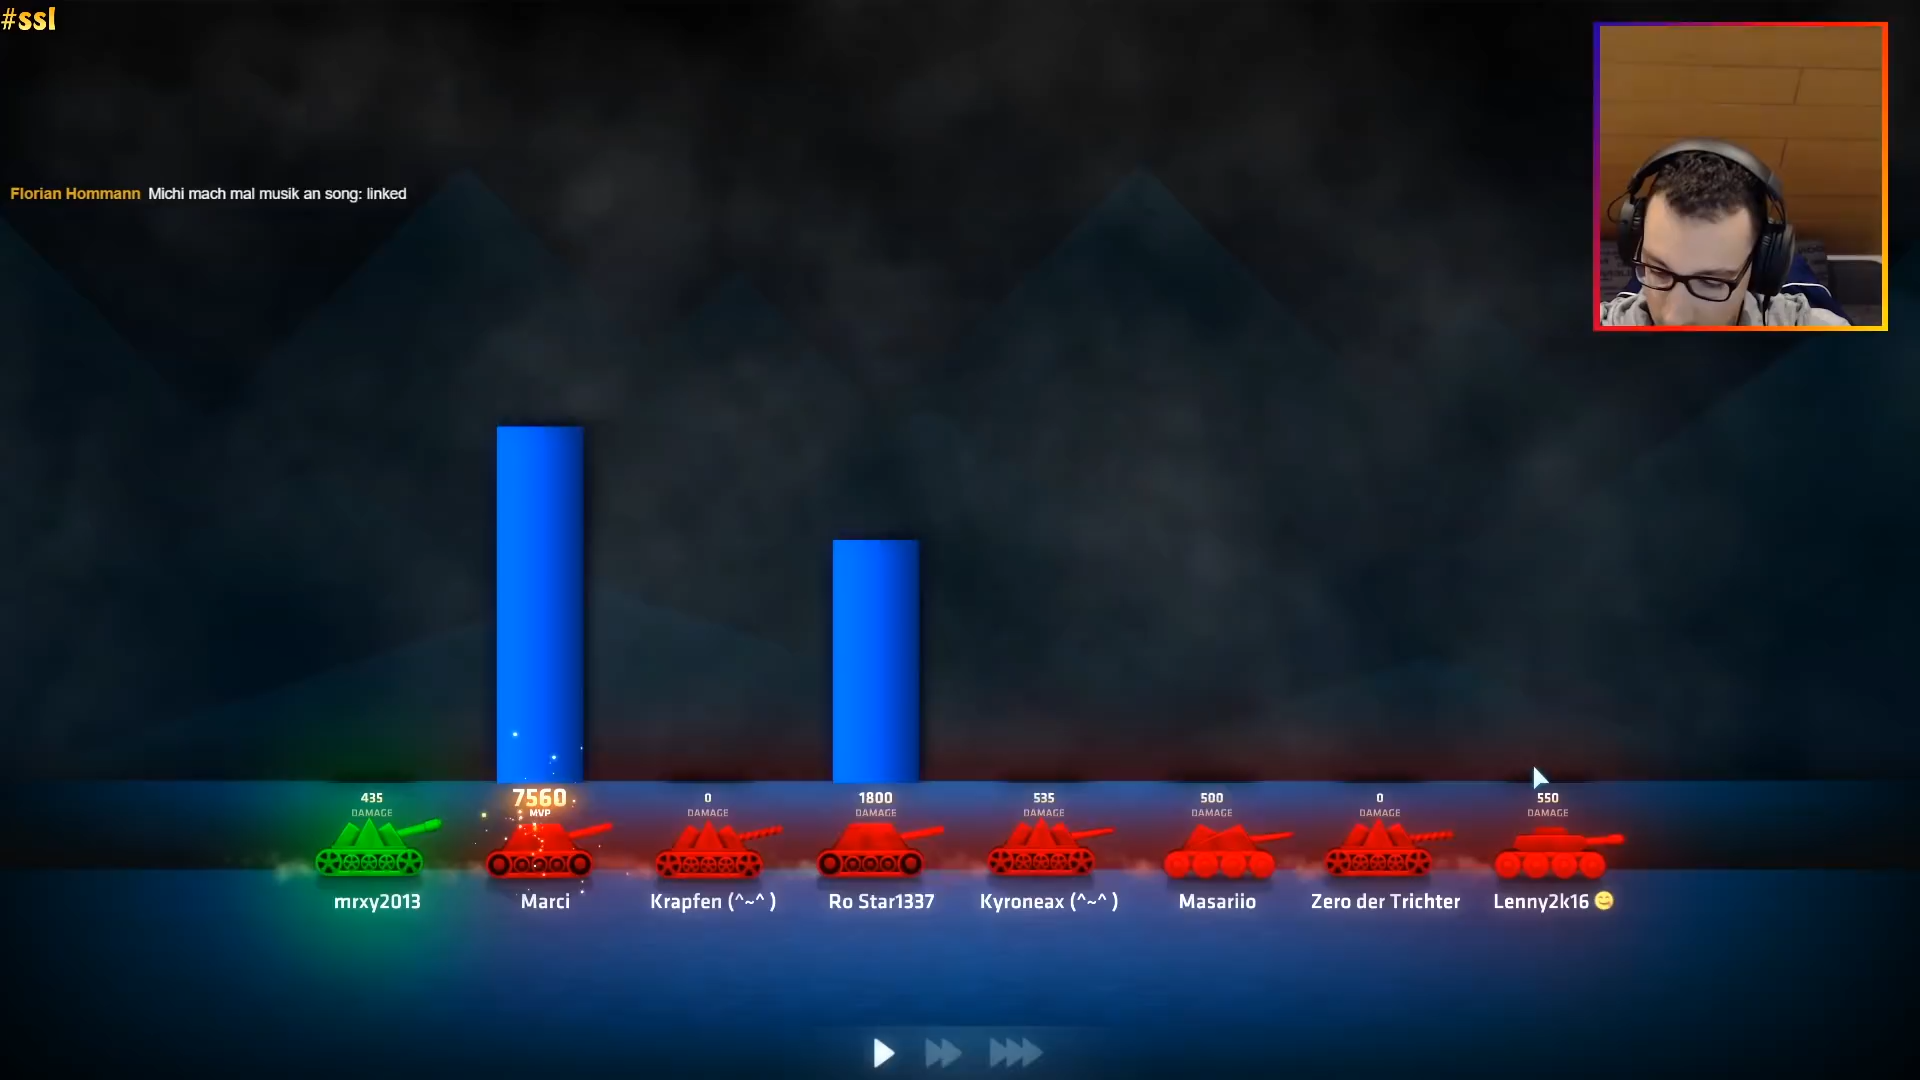 #ssl
Florian Hommann Michi mach mal musik an song: linked
435 7560 0 1800 535 500 0 550
DAMAGE MVP DAMAGE DAMAGE DAMAGE DAMAGE DAMAGE DAMAGE
mrxy2013 Marci Krapfen (^~^ ) Ro Star1337 Kyroneax (^~^ ) Masariio Zero der Trichter Lenny2k16 😊